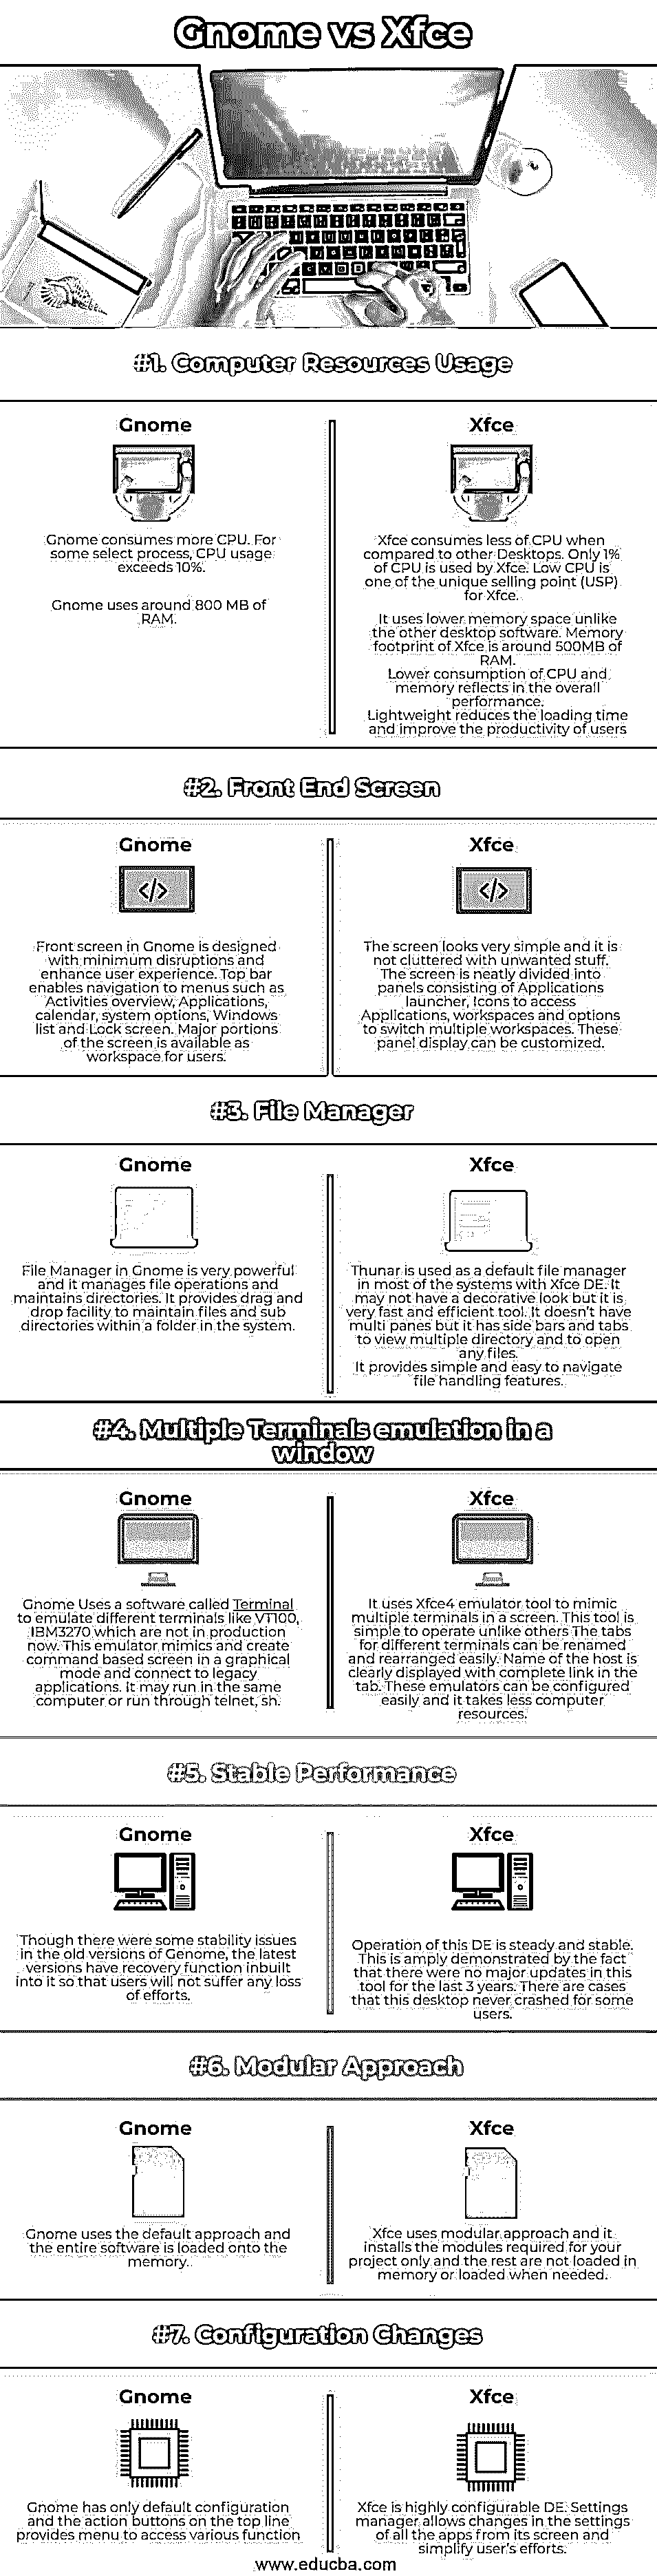 Gnome vs Xfce
#1. Computer Resources Usage
Gnome
Gnome consumes more CPU. For
some select process, CPU usage
exceeds 10%.
Gnome uses around 800 MB of
RAM.
Xfce
Xfce consumes less of CPU when
compared to other Desktops. Only 1%
of CPU is used by Xfce. Low CPU is
one of the unique selling point (USP)
for Xfce.
It uses lower memory space unlike
the other desktop software. Memory
footprint of Xfce is around 500MB of
RAM.
Lower consumption of CPU and
memory reflects in the overall
performance.
Lightweight reduces the loading time
and improve the productivity of users
#2. Front End Screen
Gnome
Front screen in Gnome is designed
with minimum disruptions and
enhance user experience. Top bar
enables navigation to menus such as
Activities overview, Applications,
calendar, system options, Windows
list and Lock seen. Major portions
of the screen is available as
workspace for users.
Xfce
The screen looks very simple and it is
not cluttered with unwanted stuff.
The screen is neatly divided into
panels consisting of Applications
launcher, Icons to access
Applications, workspaces and options
to switch multiple workspaces. These
panel display can be customized.
#3. File Manager
Gnome
File Manager in Gnome is very powerful
and it manages file operations and
maintains directories. It provides drag and
drop facility to maintain files and sub
directories within a folder in the system.
Xfce
Thunar is used as a default file manager
in most of the systems with Xfce DE. It
may not have a decorative look but it is
very fast and efficient tool. It doesn't have
multi panes but it has side bars and tabs
to view multiple directory and to open
any files.
It provides simple and easy to navigate
file handling features.
#4. Multiple Terminals emulation in a
window
Gnome
Gnome Uses a software called Terminal
to emulate different terminals like VT100,
IBM3270 which are not in production
now. This emulator mimics and create
command based screen in a graphical
mode and connect to legacy
applications. it may run in the same
computer or run through telnet, sh.
Xfce
It uses Xfce4 emulator tool to mimic
multiple terminals in a screen. This tool is
simple to operate unlike others The tabs
for different terminals can be renamed
and rearranged easily. Name of the host is
clearly displayed with complete link in the
tab. These emulators can be configured
easily and it takes less computer
resources.
#5. Stable Performance
Gnome
Though there were some stability issues
in the old versions of Genome, the latest
versions have recovery function inbuilt
into it so that users will not suffer any loss
of efforts.
Xfce
Operation of this DE is steady and stable.
This is amply demonstrated by the fact
that there were no major updates in this
tool for the last 3 years. There are cases
that this desktop never crashed for some
users.
#6. Modular Approach
Gnome
Gnome uses the default approach and
the entire software is loaded onto the
memory.
Xfce
Xfce uses modular approach and it
installs the modules required for your
project only and the rest are not loaded in
memory or loaded when needed.
#7. Configuration Changes
Gnome
Gnome has only default configuration
and the action buttons on the top line
provides menu to access various function
Xfce
Xfce is highly configurable DE. Settings
manager allows changes in the settings
of all the apps from its screen and
simplify user's efforts.
www.educba.com